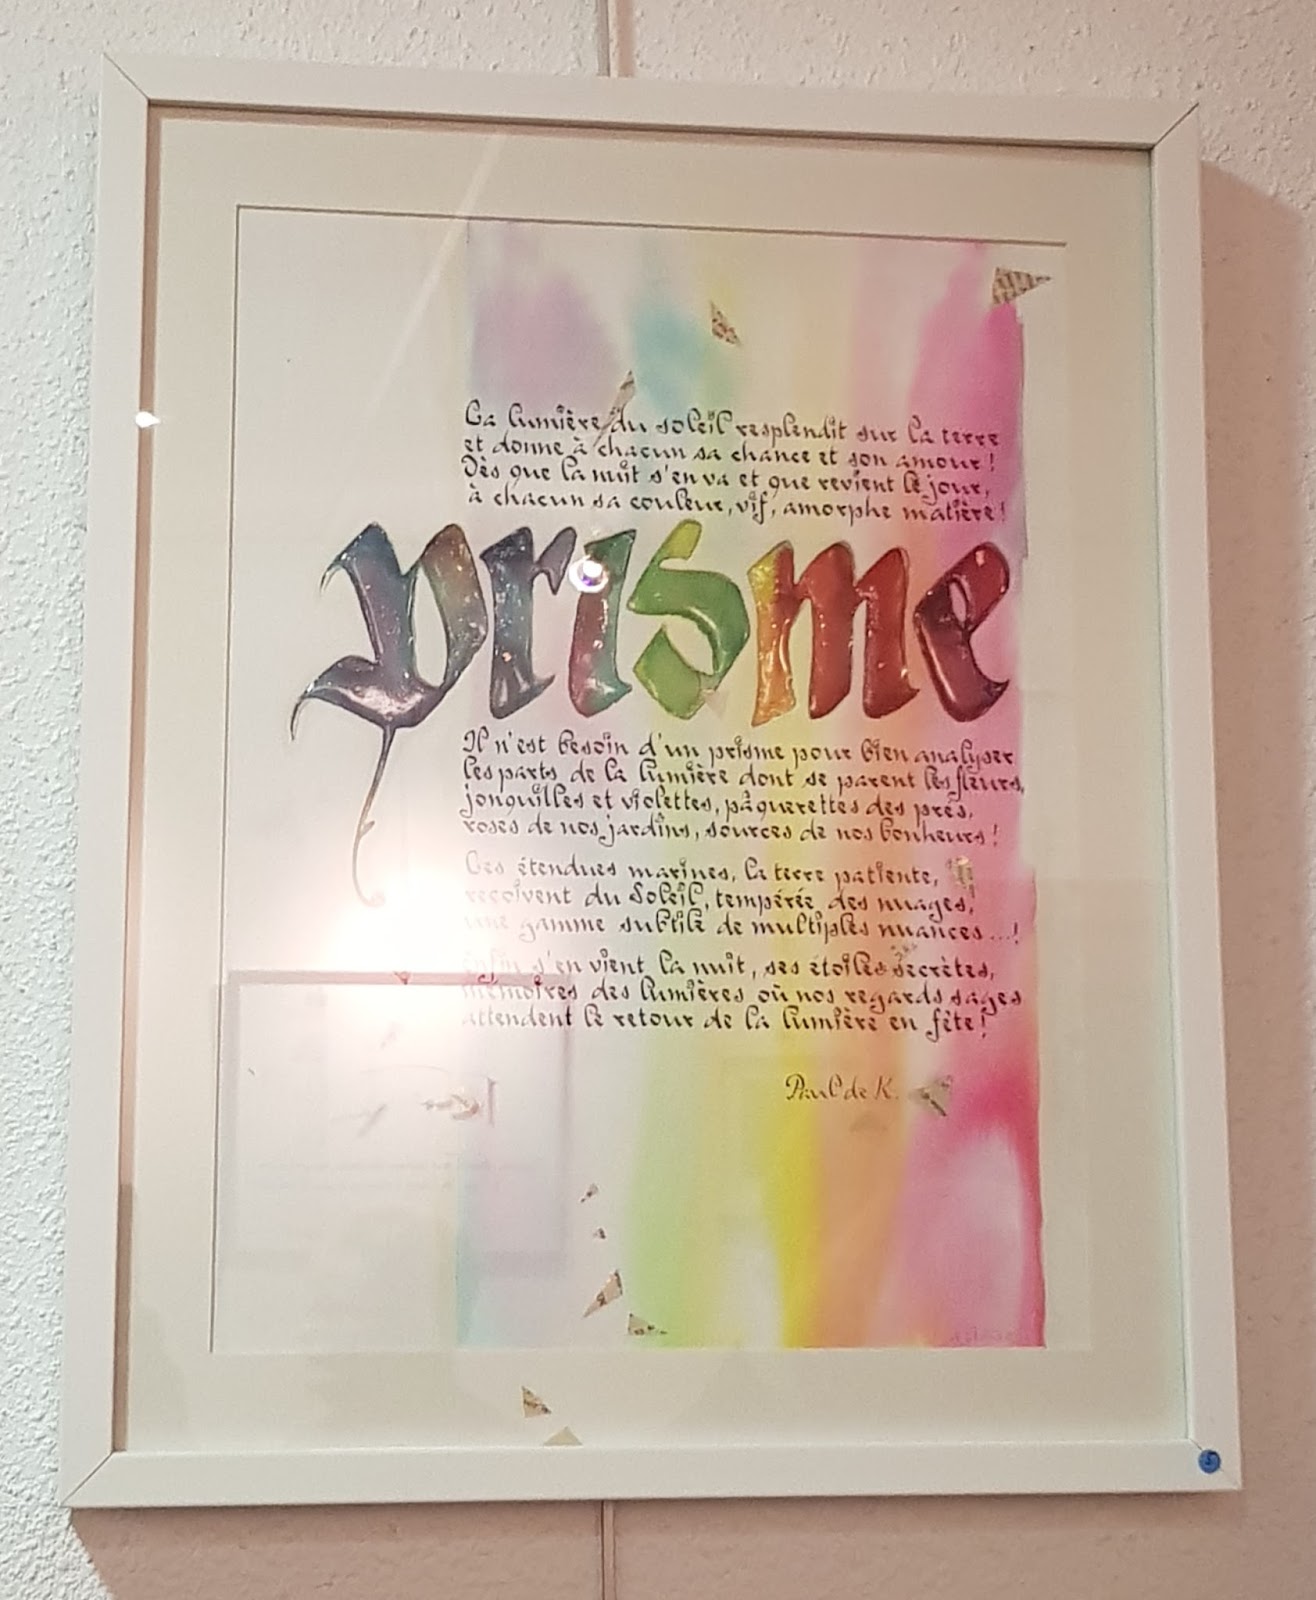 La lumière du soleil resplendit sur la terre
et donne à chacun sa chance et son amour !
Dès que la nuit s'en va et que revient le jour,
à chacun sa couleur, vif, amorphe matière !
prisme
Il n'est besoin d'un prisme pour bien analyser
les parts de la lumière dont se parent les fleurs,
jonquilles et violettes, pâquerettes des prés,
roses de nos jardins, sources de nos bonheurs !
Les étendues marines, la terre patiente,
reçoivent du Soleil, tempérée des nuages,
une gamme subtile de multiples nuances...!
Enfin s'en vient la nuit, ses étoiles secrètes,
mémoires des lumières où nos regards sages
attendent le retour de la lumière en fête !
Paul de K.